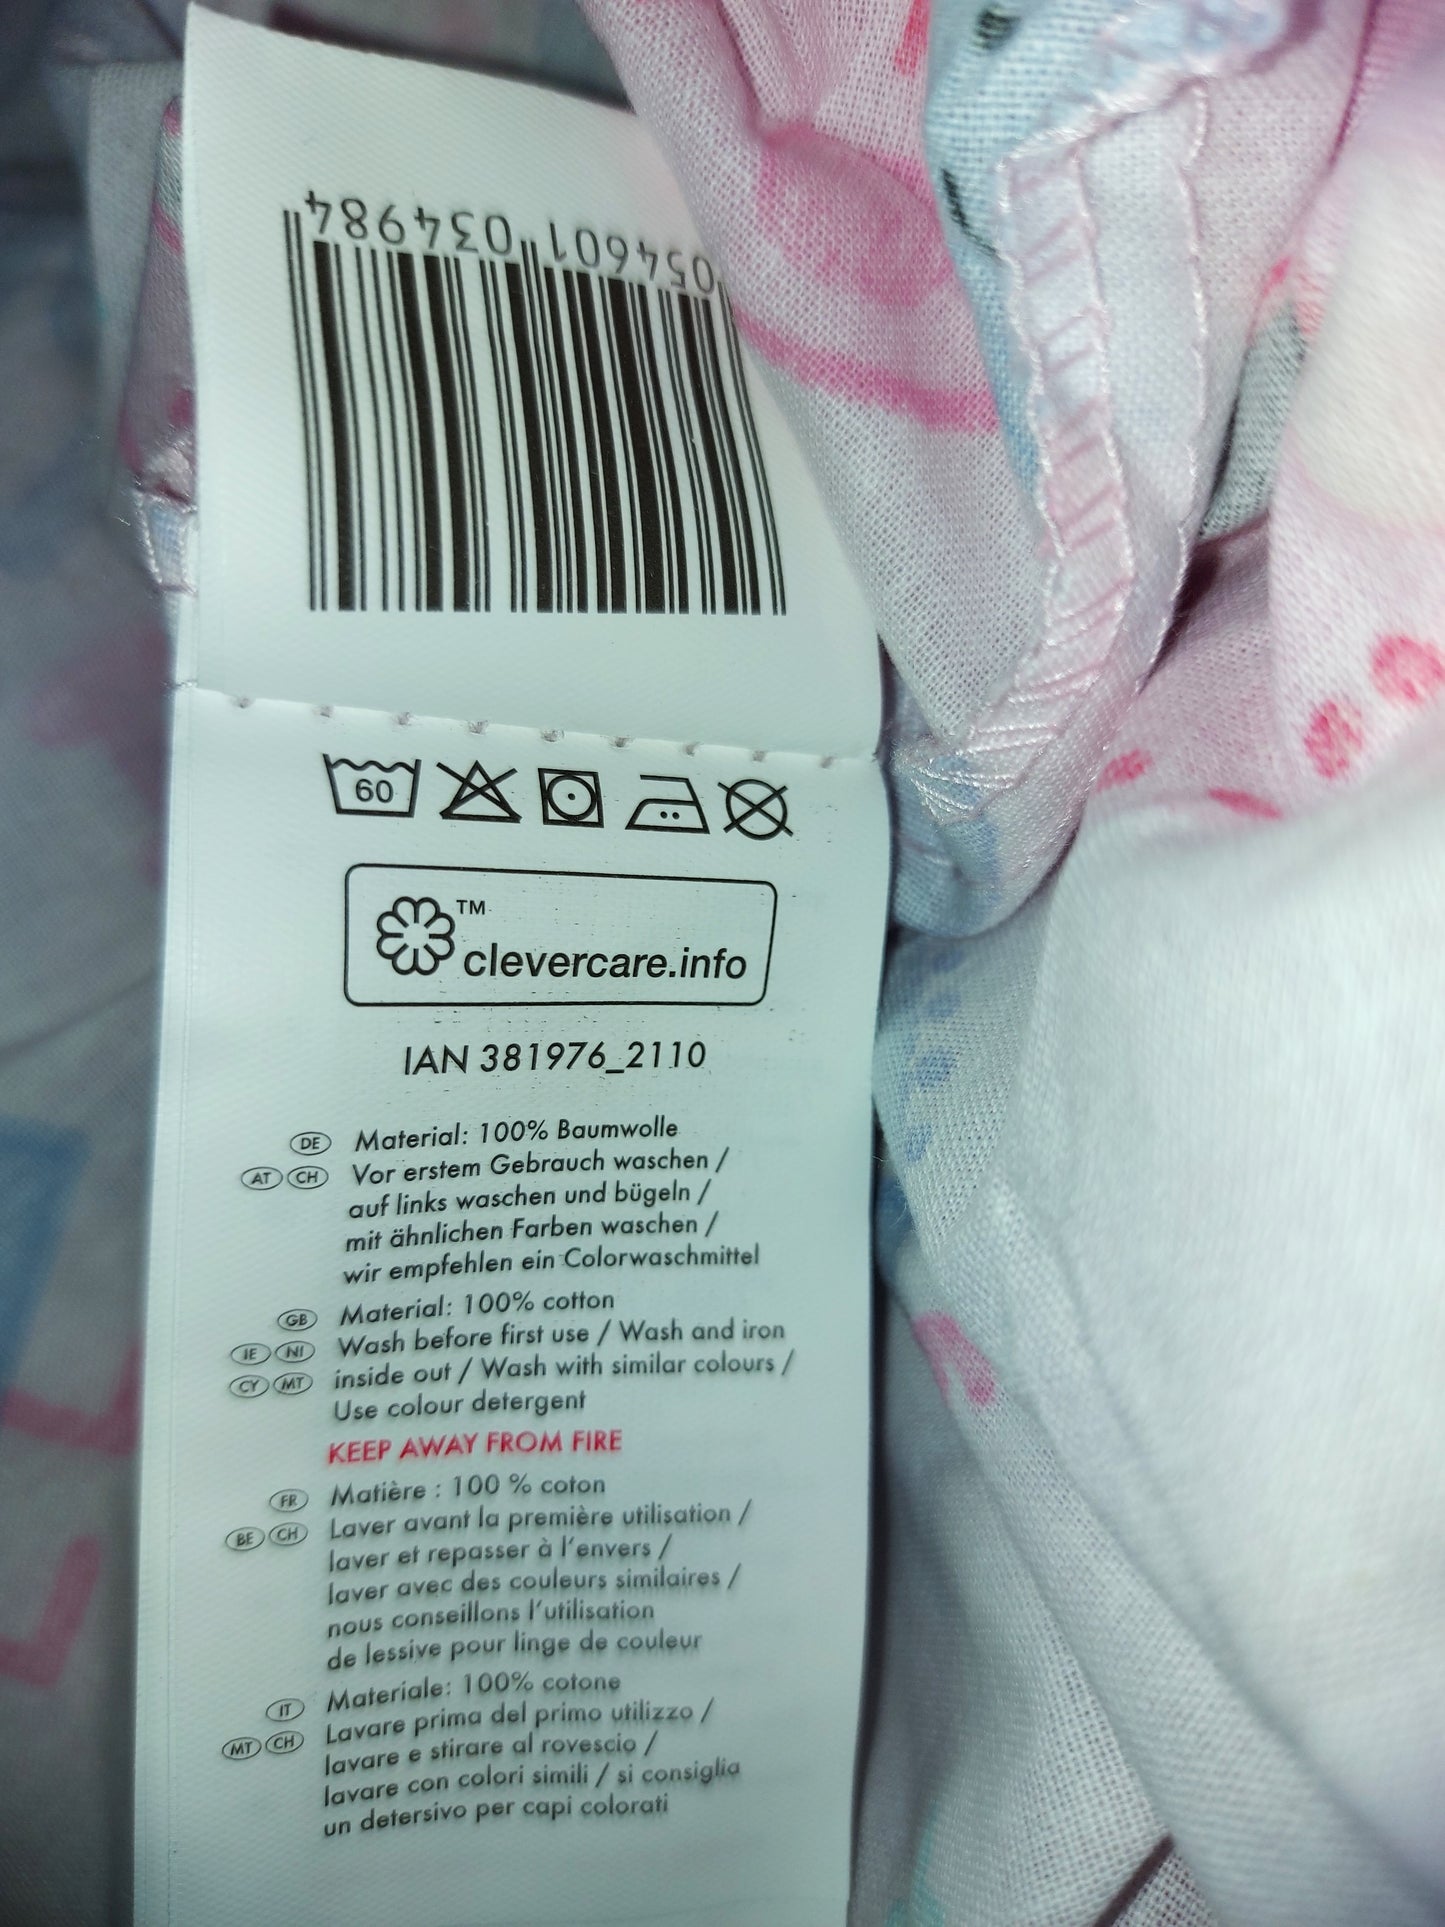 054601 034984
60
TM
clevercare.info
IAN 381976_2110
DE Material: 100% Baumwolle
AT CH Vor erstem Gebrauch waschen /
auf links waschen und bügeln /
mit ähnlichen Farben waschen /
wir empfehlen ein Colorwaschmittel
GB Material: 100% cotton
IE NI Wash before first use / Wash and iron
CY MT inside out / Wash with similar colours /
Use colour detergent
KEEP AWAY FROM FIRE
FR Matière : 100 % coton
BE CH Laver avant la première utilisation /
laver et repasser à l'envers /
laver avec des couleurs similaires /
nous conseillons l'utilisation
de lessive pour linge de couleur
IT Materiale: 100% cotone
MT CH Lavare prima del primo utilizzo /
lavare e stirare al rovescio /
lavare con colori simili / si consiglia
un detersivo per capi colorati